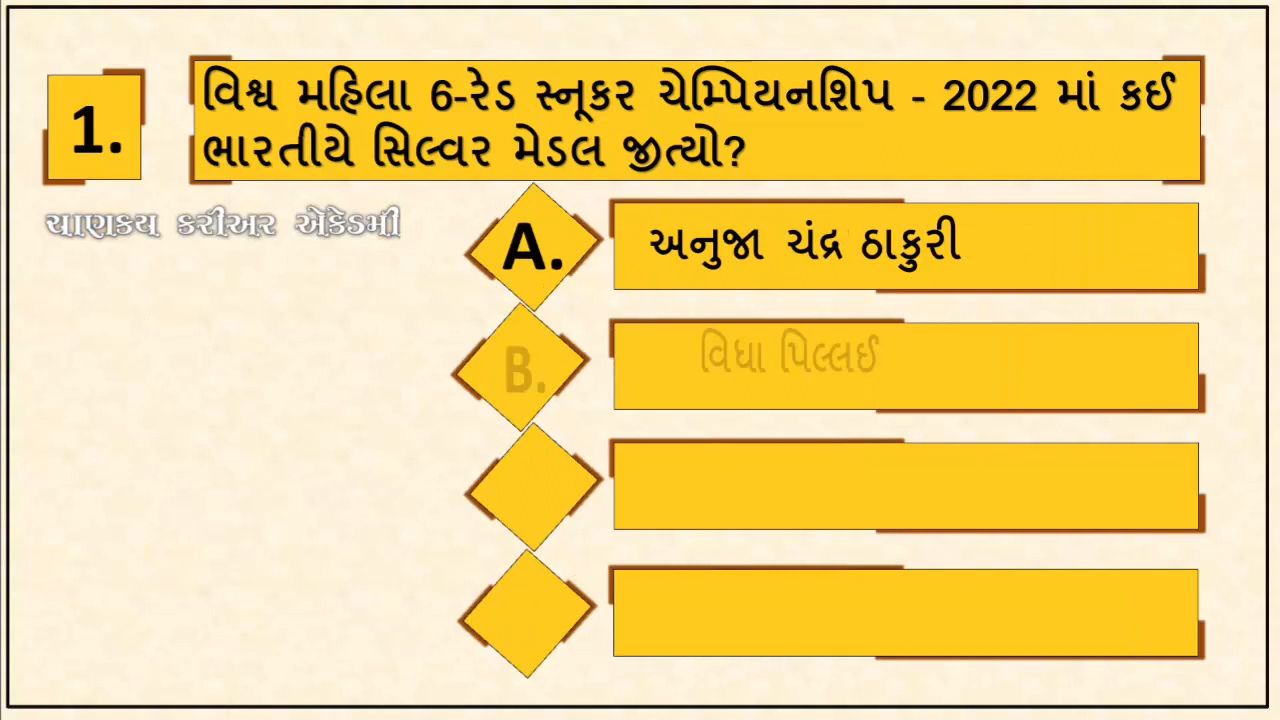 1.
વિશ્વ મહિલા 6-રેડ સ્નૂકર ચેમ્પિયનશિપ - 2022 માં કઈ
ભારતીયે સિલ્વર મેડલ જીત્યો?
ચાણક્ય કરીઅર એકેડમી
A. અનુજા ચંદ્ર ઠાકુરી
B. વિધા પિલ્લઈ